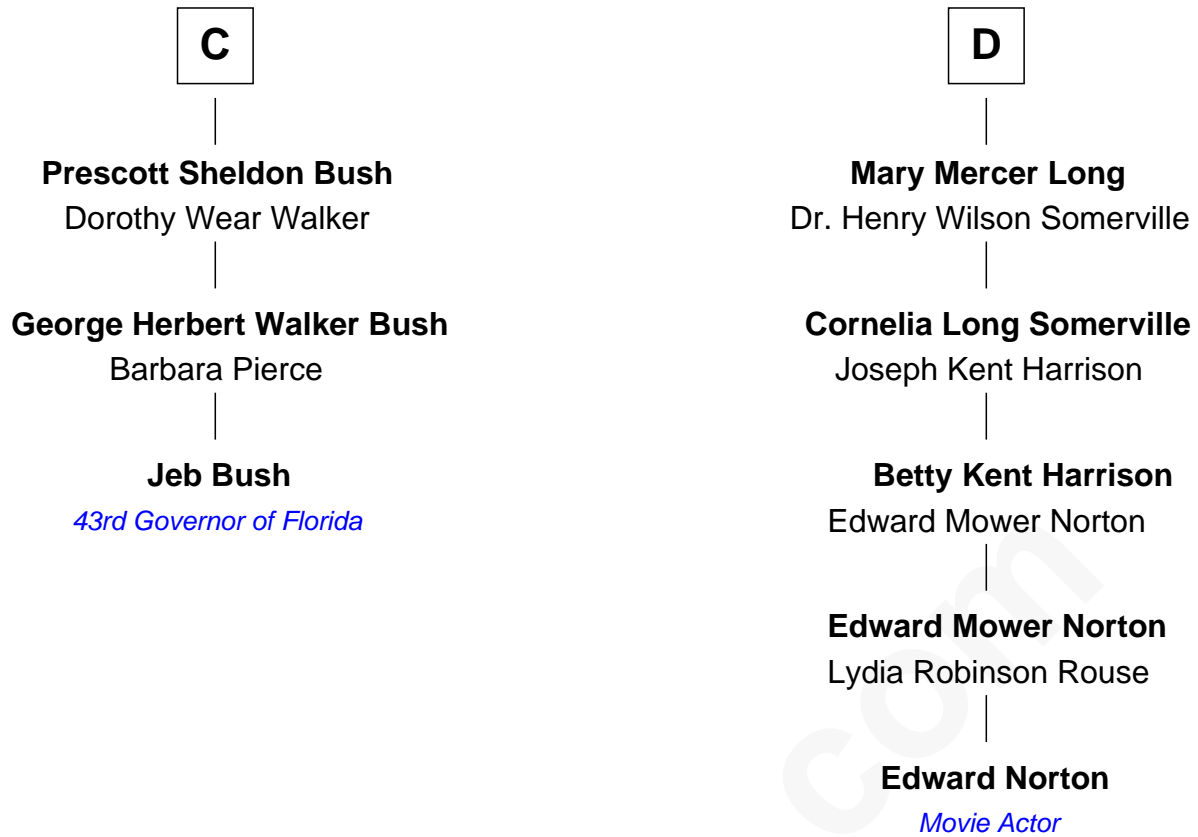 C
Prescott Sheldon Bush
Dorothy Wear Walker
George Herbert Walker Bush
Barbara Pierce
Jeb Bush
43rd Governor of Florida
D
Mary Mercer Long
Dr. Henry Wilson Somerville
Cornelia Long Somerville
Joseph Kent Harrison
Betty Kent Harrison
Edward Mower Norton
Edward Mower Norton
Lydia Robinson Rouse
Edward Norton
Movie Actor
com